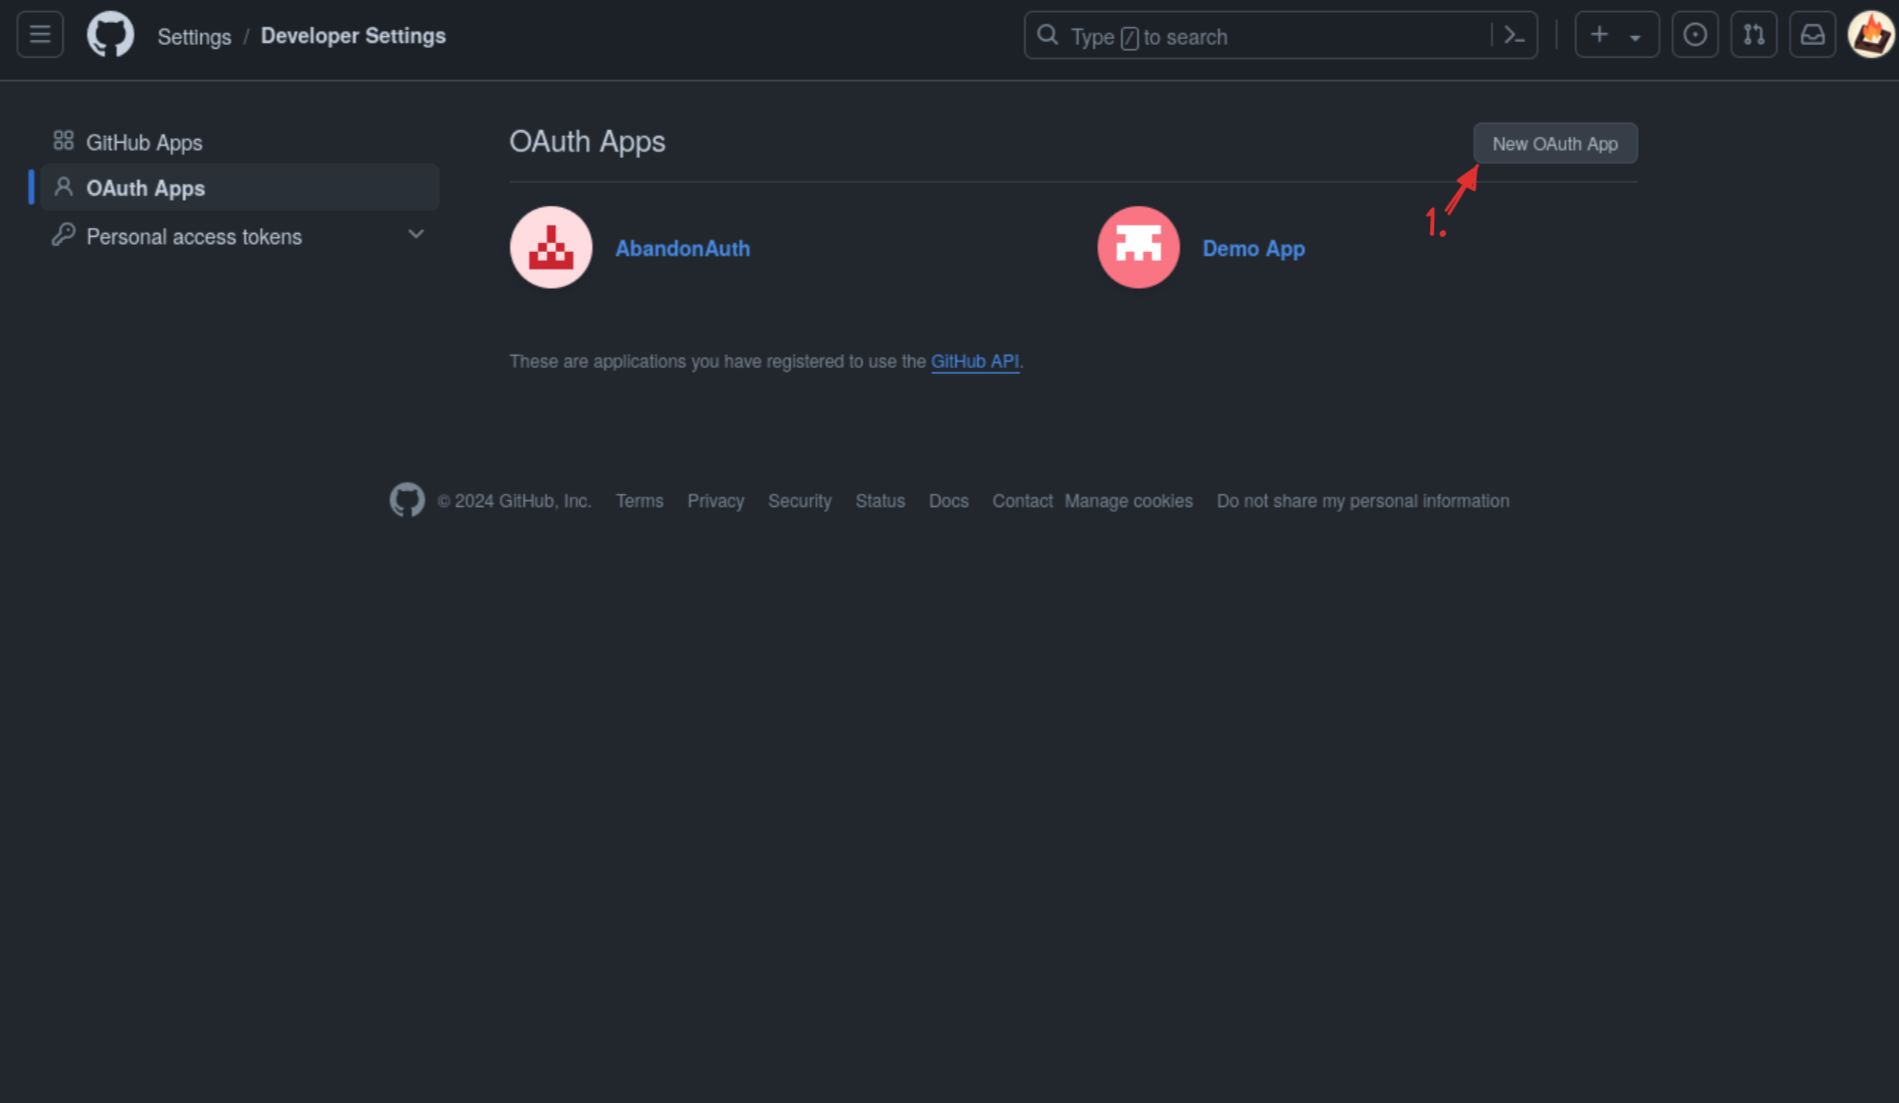 Settings / Developer Settings
Type / to search
GitHub Apps
OAuth Apps
Personal access tokens
OAuth Apps
New OAuth App
1.
AbandonAuth
Demo App
These are applications you have registered to use the GitHub API.
© 2024 GitHub, Inc. Terms Privacy Security Status Docs Contact Manage cookies Do not share my personal information